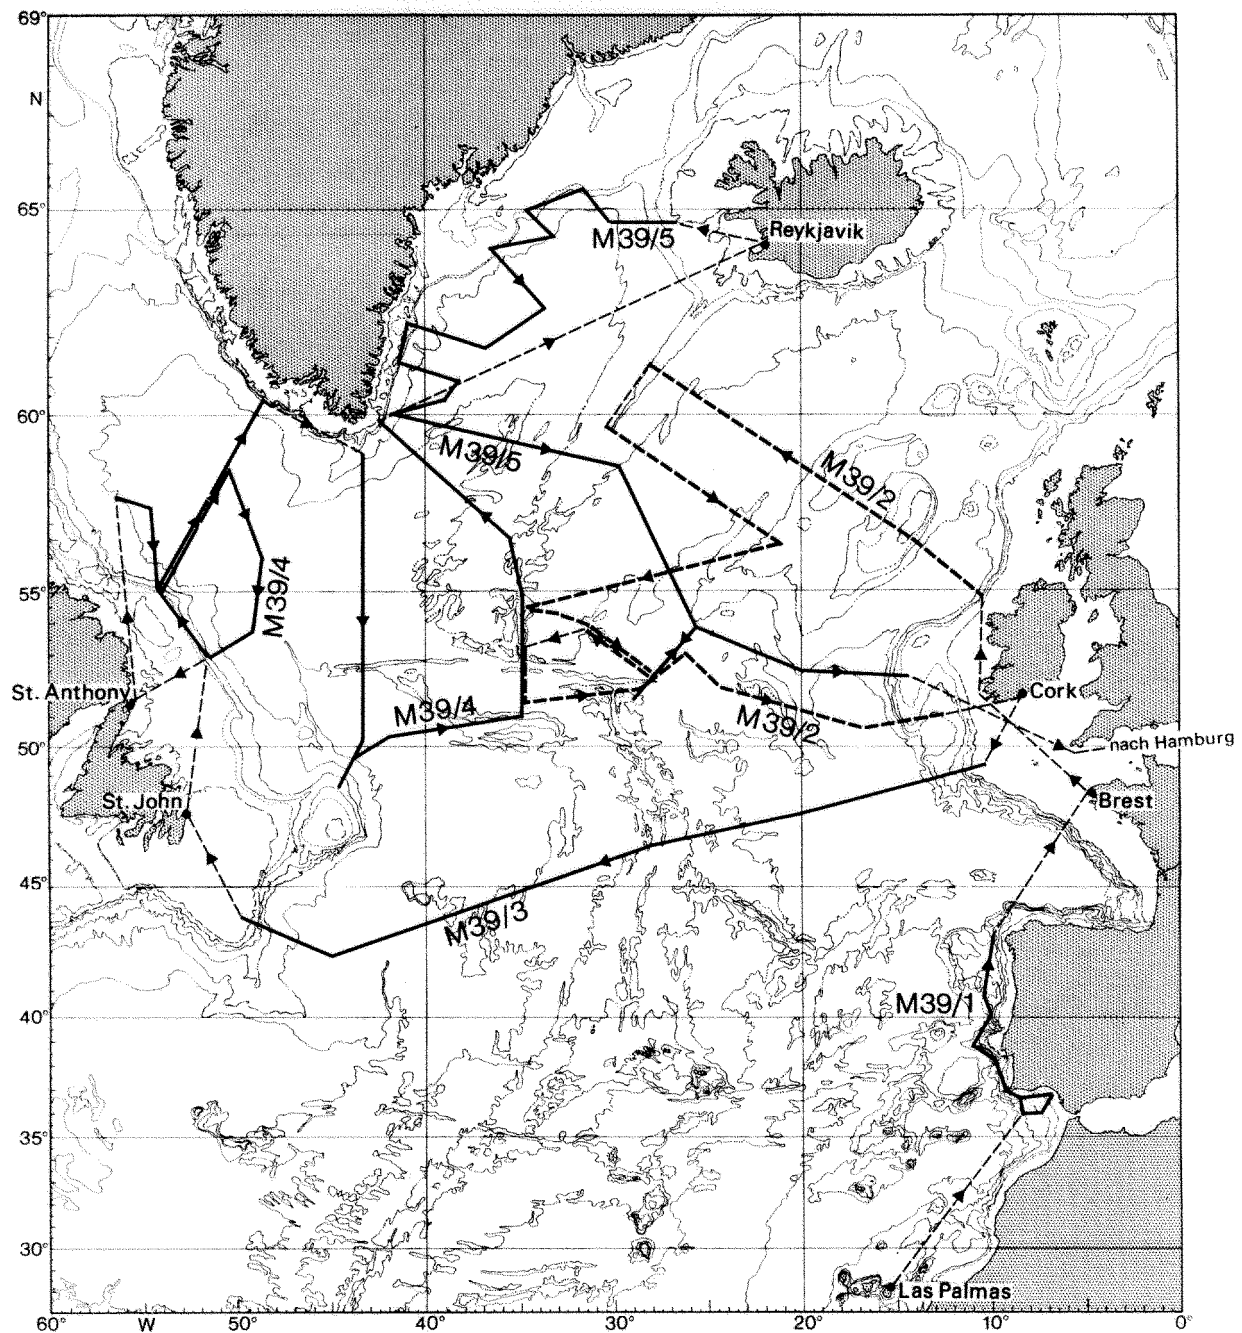 69°
N
65°
M39/5
Reykjavik
60°
M39/5
M39/2
55°
M39/4
St. Anthony
Cork
M39/4
M39/2
50°
nach Hamburg
St. John
Brest
45°
M39/3
M39/1
40°
35°
30°
Las Palmas
60° W 50° 40° 30° 20° 10° 0°